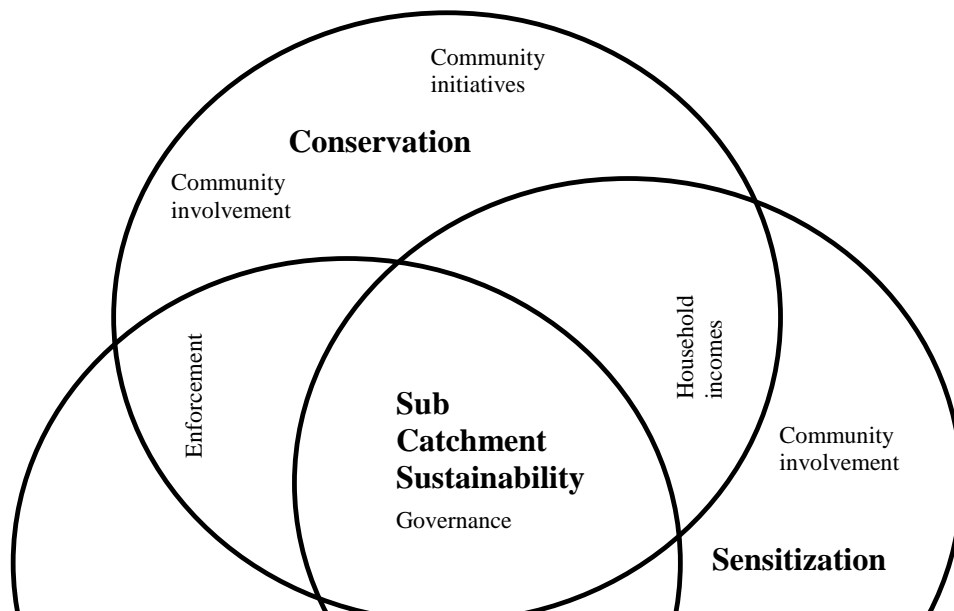 Community
initiatives
Conservation
Community
involvement
Enforcement
Household
incomes
Sub
Catchment
Sustainability
Governance
Community
involvement
Sensitization